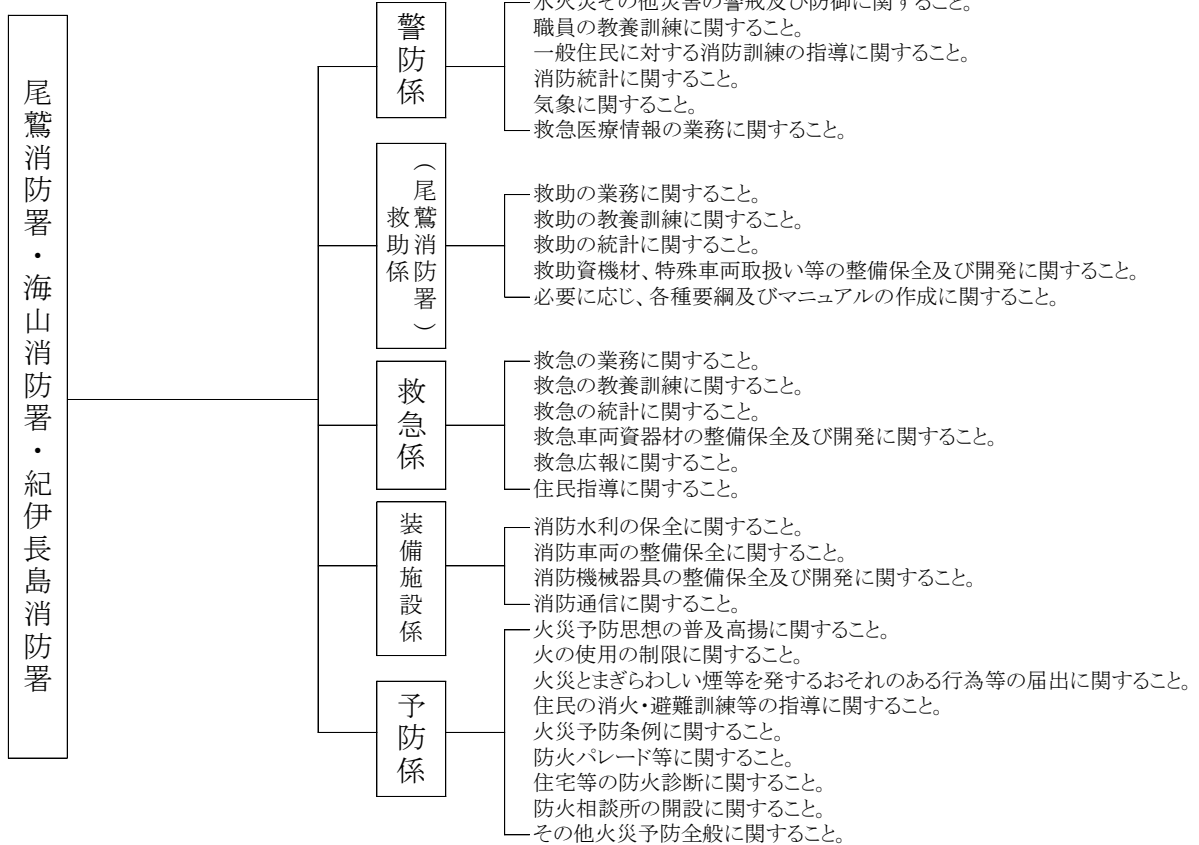 尾鷲消防署・海山消防署・紀伊長島消防署
警防係
水火災その他災害の警戒及び防御に関すること。
職員の教養訓練に関すること。
一般住民に対する消防訓練の指導に関すること。
消防統計に関すること。
気象に関すること。
救急医療情報の業務に関すること。
（尾鷲消防署）
救助係
救助の業務に関すること。
救助の教養訓練に関すること。
救助の統計に関すること。
救助資機材、特殊車両取扱い等の整備保全及び開発に関すること。
必要に応じ、各種要綱及びマニュアルの作成に関すること。
救急係
救急の業務に関すること。
救急の教養訓練に関すること。
救急の統計に関すること。
救急車両資器材の整備保全及び開発に関すること。
救急広報に関すること。
住民指導に関すること。
装備施設係
消防水利の保全に関すること。
消防車両の整備保全に関すること。
消防機械器具の整備保全及び開発に関すること。
消防通信に関すること。
予防係
火災予防思想の普及高揚に関すること。
火の使用の制限に関すること。
火災とまぎらわしい煙等を発するおそれのある行為等の届出に関すること。
住民の消火・避難訓練等の指導に関すること。
火災予防条例に関すること。
防火パレード等に関すること。
住宅等の防火診断に関すること。
防火相談所の開設に関すること。
その他火災予防全般に関すること。